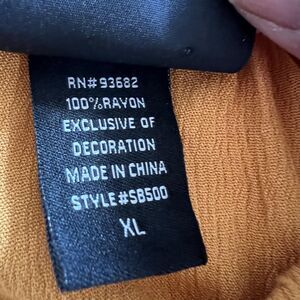 RN#93682
100%RAYON
EXCLUSIVE OF
DECORATION
MADE IN CHINA
STYLE#SB500
XL